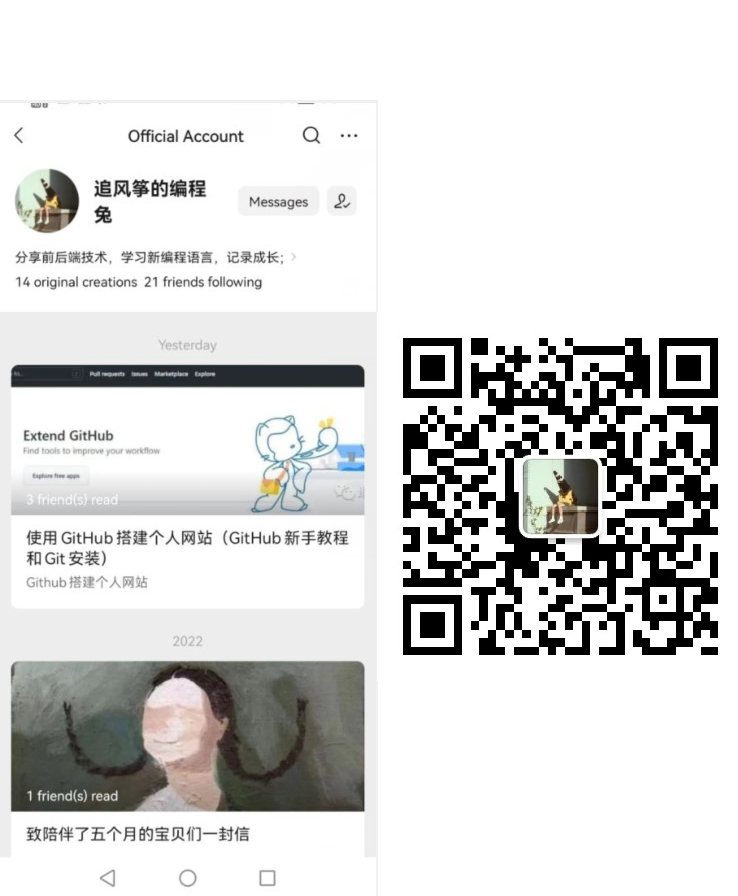 Official Account
追风筝的编程
兔
Messages
分享前后端技术，学习新编程语言，记录成长；
14 original creations 21 friends following
Yesterday
Pull requests Issues Marketplace Explore
Extend GitHub
Find tools to improve your workflow
Explore free apps
3 friend(s) read
使用 GitHub 搭建个人网站（GitHub 新手教程
和 Git 安装）
Github 搭建个人网站
2022
1 friend(s) read
致陪伴了五个月的宝贝们一封信